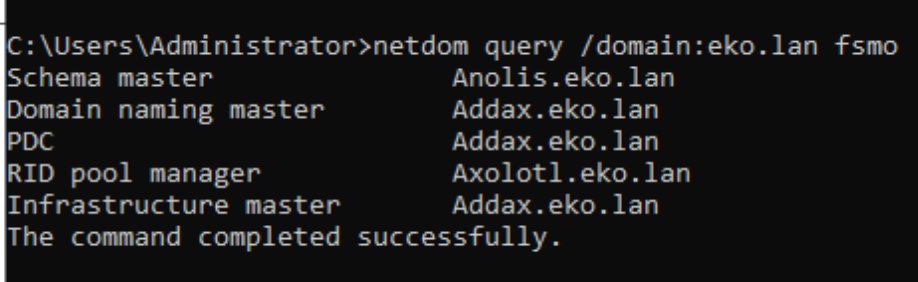 C:\Users\Administrator>netdom query /domain:eko.lan fsmo
Schema master               Anolis.eko.lan
Domain naming master        Addax.eko.lan
PDC                         Addax.eko.lan
RID pool manager            Axolotl.eko.lan
Infrastructure master       Addax.eko.lan
The command completed successfully.